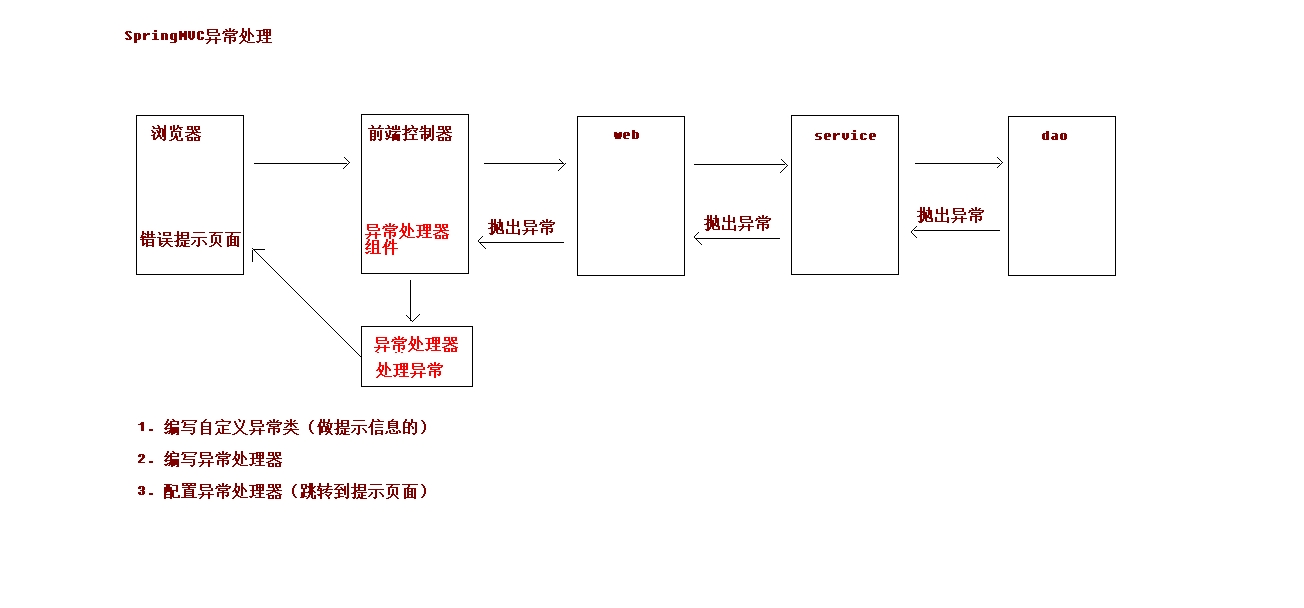 SpringMVC异常处理
浏览器
前端控制器
web
service
dao
错误提示页面
异常处理器
组件
抛出异常
抛出异常
抛出异常
异常处理器
处理异常
1. 编写自定义异常类（做提示信息的）
2. 编写异常处理器
3. 配置异常处理器（跳转到提示页面）